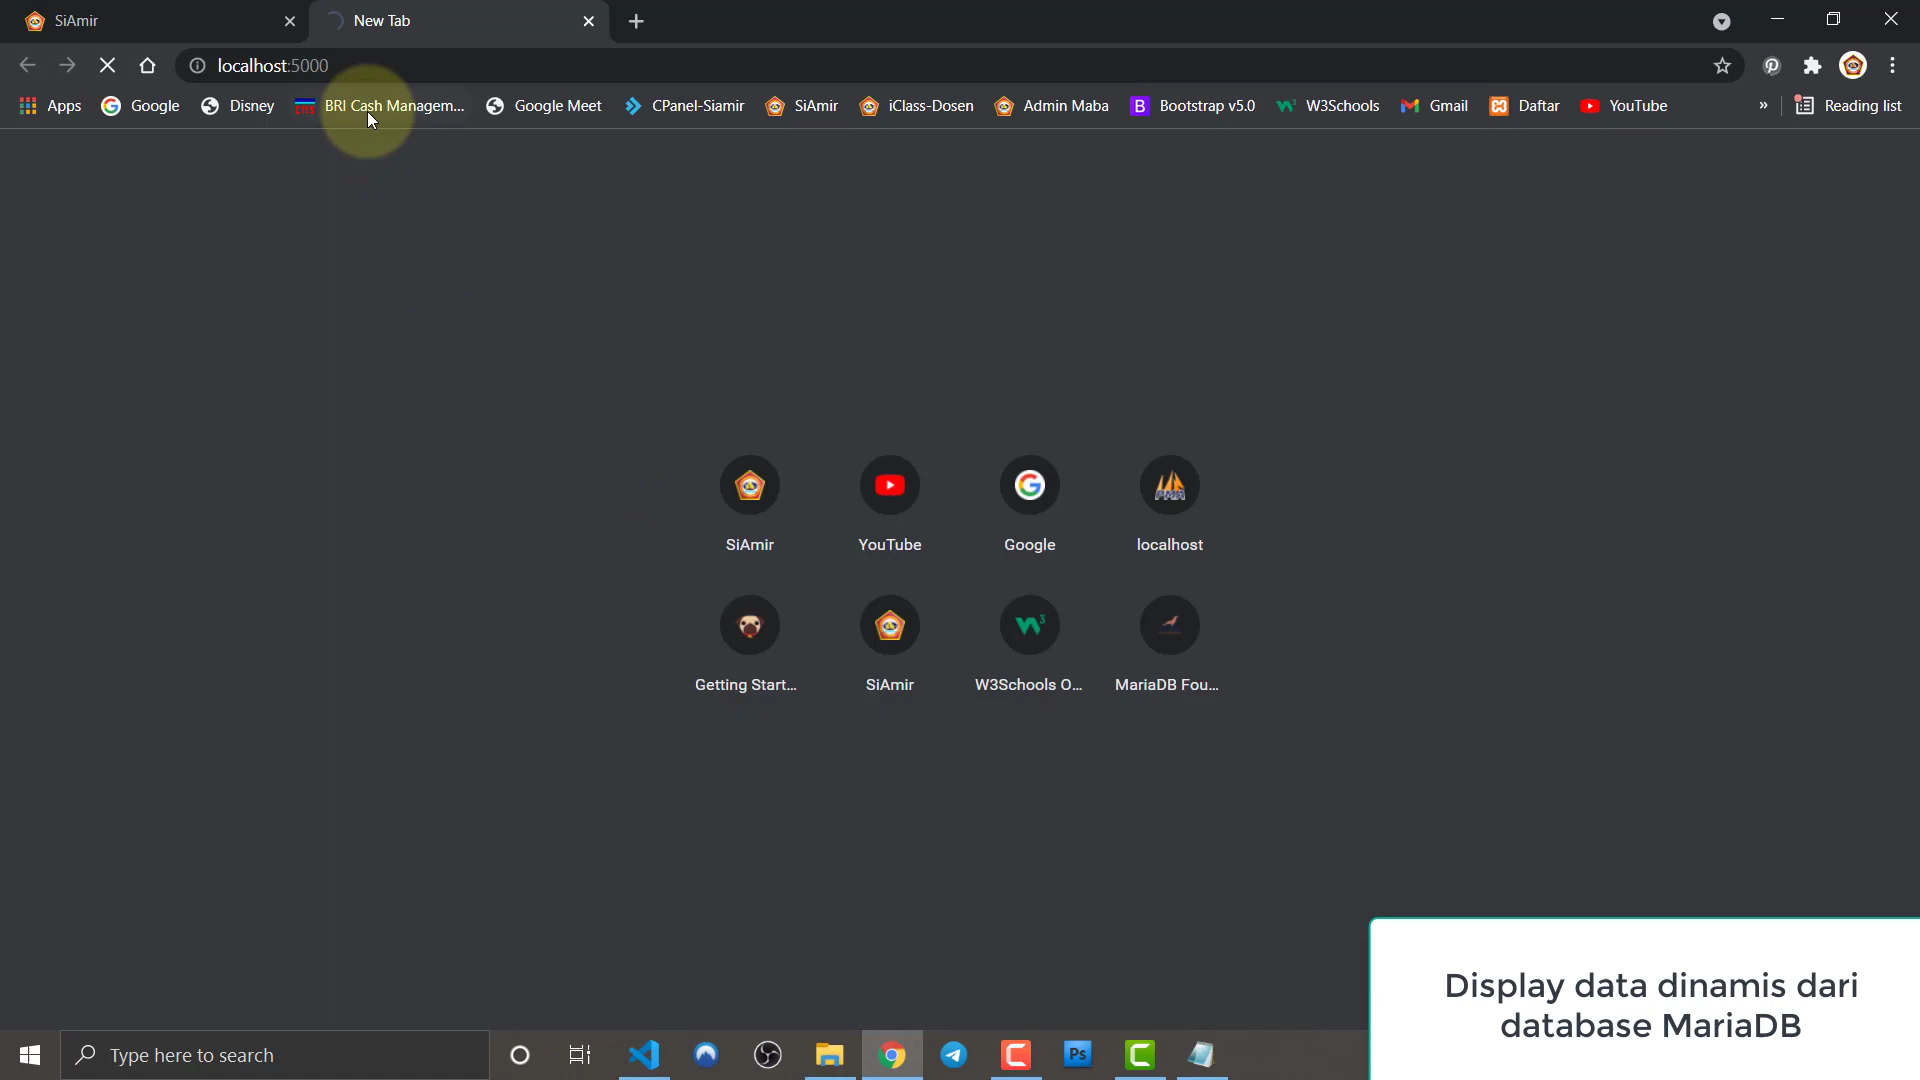 SiAmir
New Tab
localhost:5000
Apps
Google
Disney
BRI Cash Managem...
Google Meet
CPanel-Siamir
SiAmir
iClass-Dosen
Admin Maba
B
Bootstrap v5.0
W3Schools
Gmail
Daftar
YouTube
»
Reading list
PMA
SiAmir
YouTube
Google
localhost
Getting Start...
SiAmir
W3Schools O...
MariaDB Fou...
Display data dinamis dari
database MariaDB
Type here to search
Ps